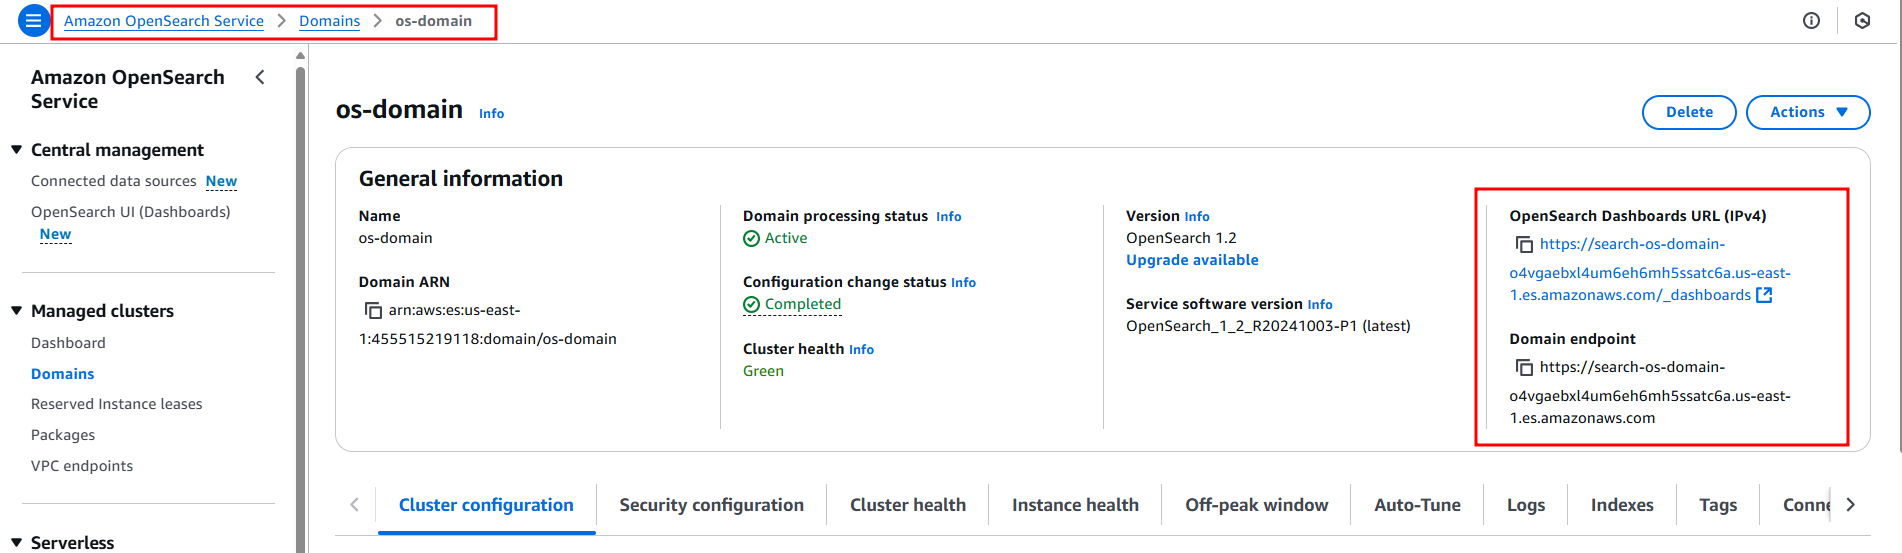 Amazon OpenSearch Service > Domains > os-domain
Amazon OpenSearch
Service
Central management
Connected data sources New
OpenSearch UI (Dashboards)
New
Managed clusters
Dashboard
Domains
Reserved Instance leases
Packages
VPC endpoints
Serverless
os-domain Info
Delete
Actions
General information
Name
os-domain
Domain ARN
arn:aws:es:us-east-
1:455515219118:domain/os-domain
Domain processing status Info
Active
Configuration change status Info
Completed
Cluster health Info
Green
Version Info
OpenSearch 1.2
Upgrade available
Service software version Info
OpenSearch_1_2_R20241003-P1 (latest)
OpenSearch Dashboards URL (IPv4)
https://search-os-domain-
o4vgaebxl4um6eh6mh5ssatc6a.us-east-
1.es.amazonaws.com/_dashboards
Domain endpoint
https://search-os-domain-
o4vgaebxl4um6eh6mh5ssatc6a.us-east-
1.es.amazonaws.com
Cluster configuration
Security configuration
Cluster health
Instance health
Off-peak window
Auto-Tune
Logs
Indexes
Tags
Conne